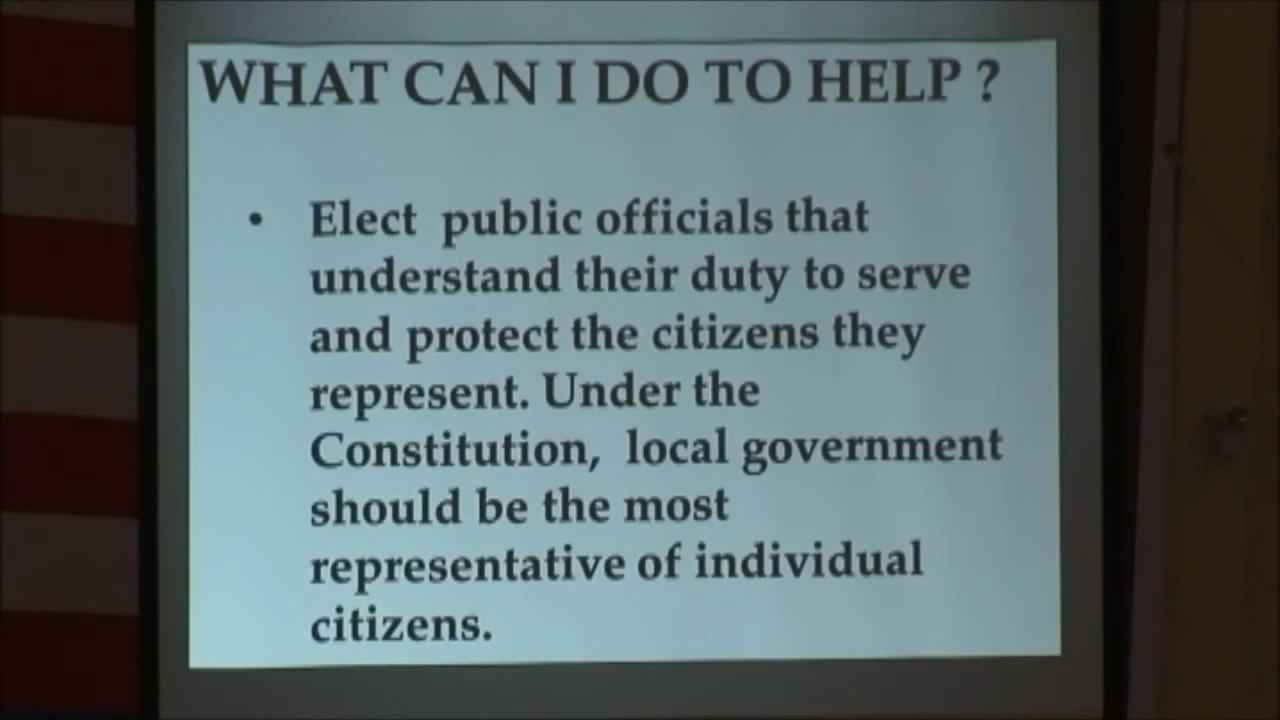 WHAT CAN I DO TO HELP ?
• Elect public officials that
understand their duty to serve
and protect the citizens they
represent. Under the
Constitution, local government
should be the most
representative of individual
citizens.